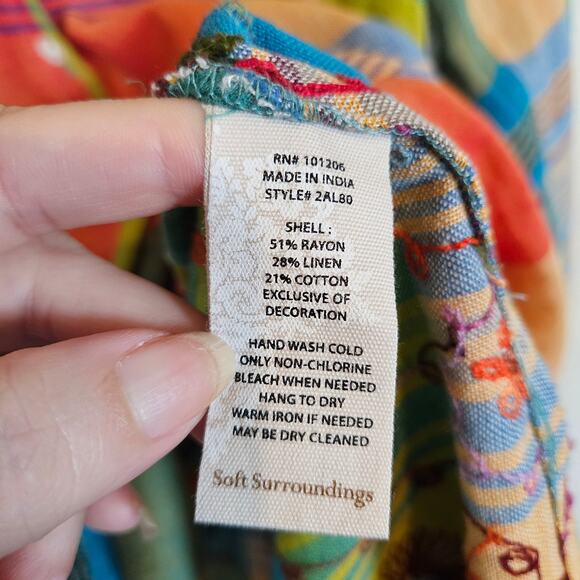 RN# 101206
MADE IN INDIA
STYLE# 2AL80
SHELL :
51% RAYON
28% LINEN
21% COTTON
EXCLUSIVE OF
DECORATION
HAND WASH COLD
ONLY NON-CHLORINE
BLEACH WHEN NEEDED
HANG TO DRY
WARM IRON IF NEEDED
MAY BE DRY CLEANED
Soft Surroundings